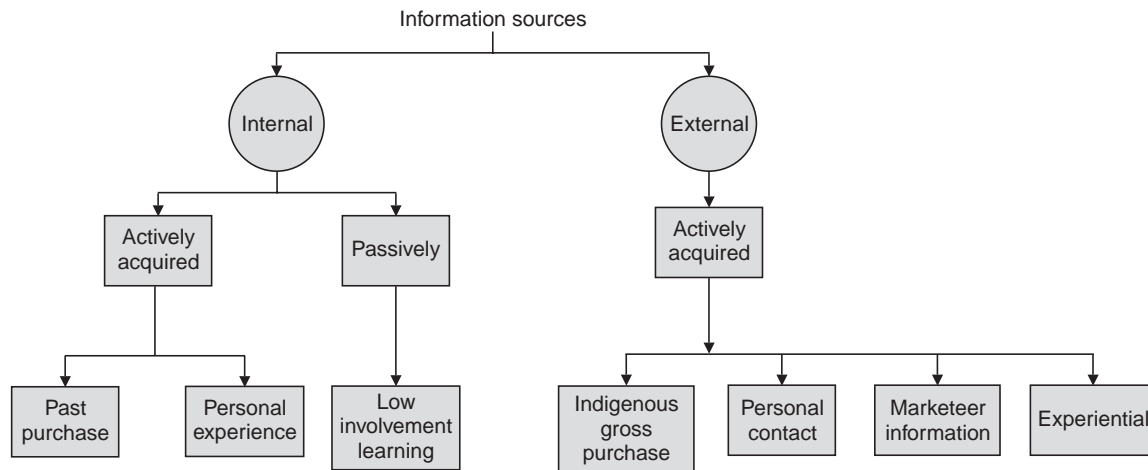 Information sources
Internal
External
Actively
acquired
Passively
Actively
acquired
Past
purchase
Personal
experience
Low
involvement
learning
Indigenous
gross
purchase
Personal
contact
Marketeer
information
Experiential